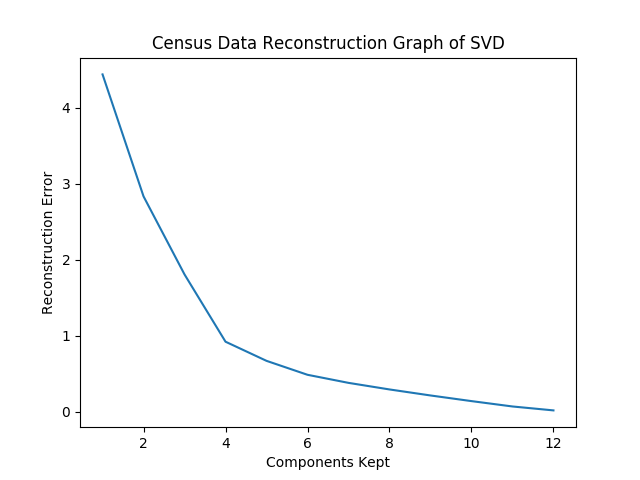 Census Data Reconstruction Graph of SVD
4
3
2
1
0
Reconstruction Error
2 4 6 8 10 12
Components Kept